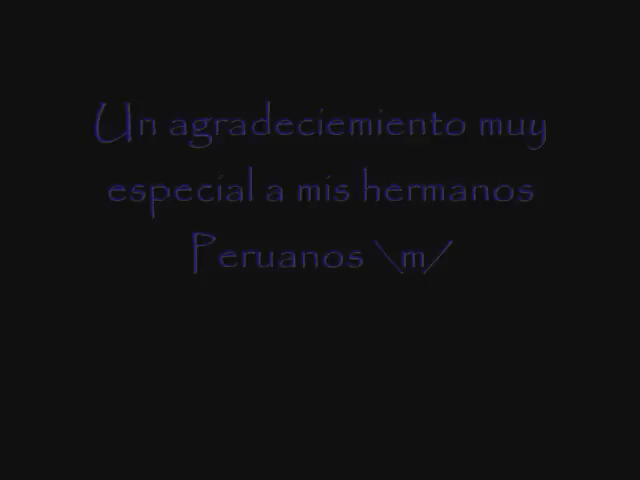 Un agradeciemiento muy
especial a mis hermanos
Peruanos \m/